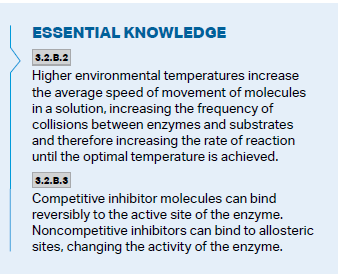 ESSENTIAL KNOWLEDGE
3.2.B.2
Higher environmental temperatures increase
the average speed of movement of molecules
in a solution, increasing the frequency of
collisions between enzymes and substrates
and therefore increasing the rate of reaction
until the optimal temperature is achieved.
3.2.B.3
Competitive inhibitor molecules can bind
reversibly to the active site of the enzyme.
Noncompetitive inhibitors can bind to allosteric
sites, changing the activity of the enzyme.